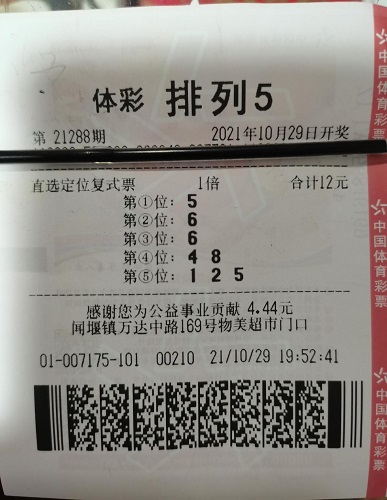 体彩 排列5
第 21288期 2021年10月29日开奖
直选定位复式票 1倍 合计12元
第①位: 5
第②位: 6
第③位: 6
第④位: 4 8
第⑤位: 1 2 5
感谢您为公益事业贡献 4.44元
闻堰镇万达中路169号物美超市门口
01-007175-101 00210 21/10/29 19:52:41
中国体育彩票
中国体育彩票
中国体育彩票